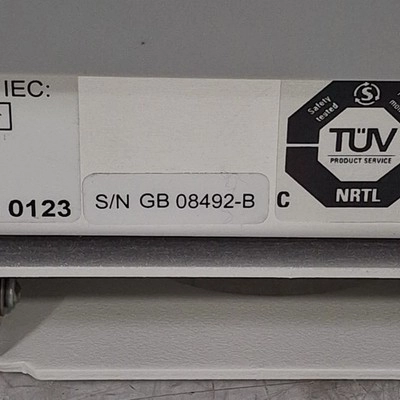 IEC:
0123
S/N GB 08492-B
C
Safety
tested
S
TÜV
PRODUCT SERVICE
NRTL